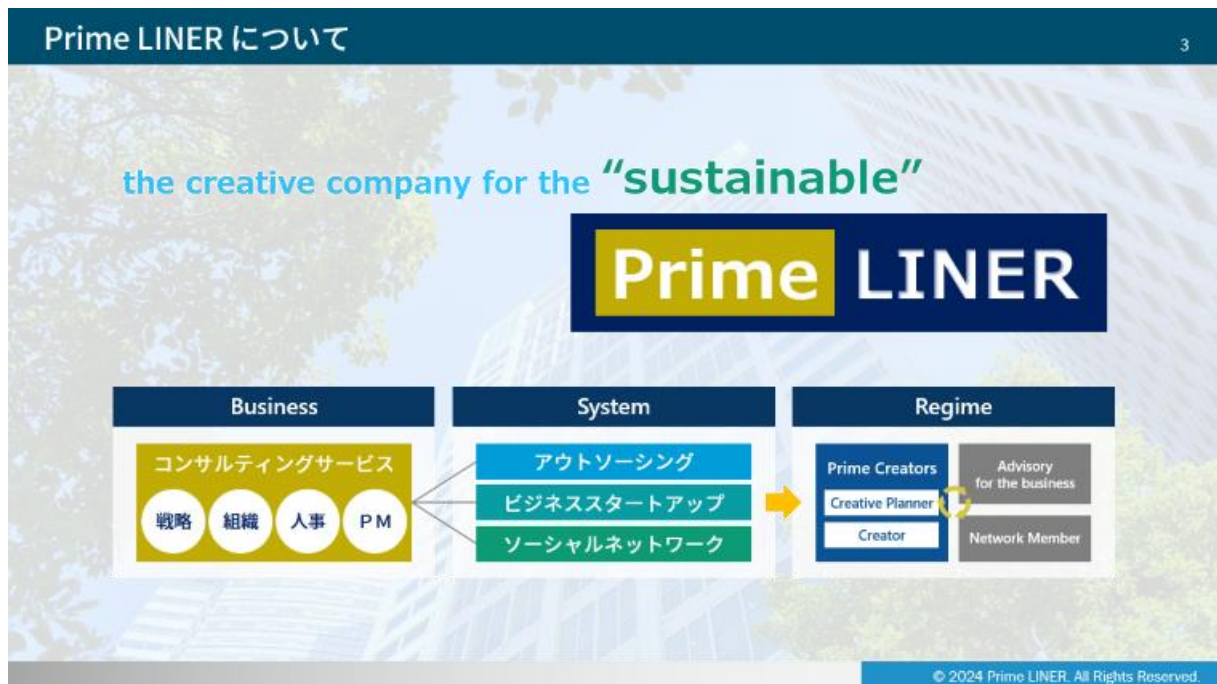 Prime LINER について
3
the creative company for the “sustainable”
Prime LINER
Business
コンサルティングサービス
戦略
組織
人事
PM
System
アウトソーシング
ビジネススタートアップ
ソーシャルネットワーク
Regime
Prime Creators
Creative Planner
Creator
Advisory
for the business
Network Member
© 2024 Prime LINER. All Rights Reserved.